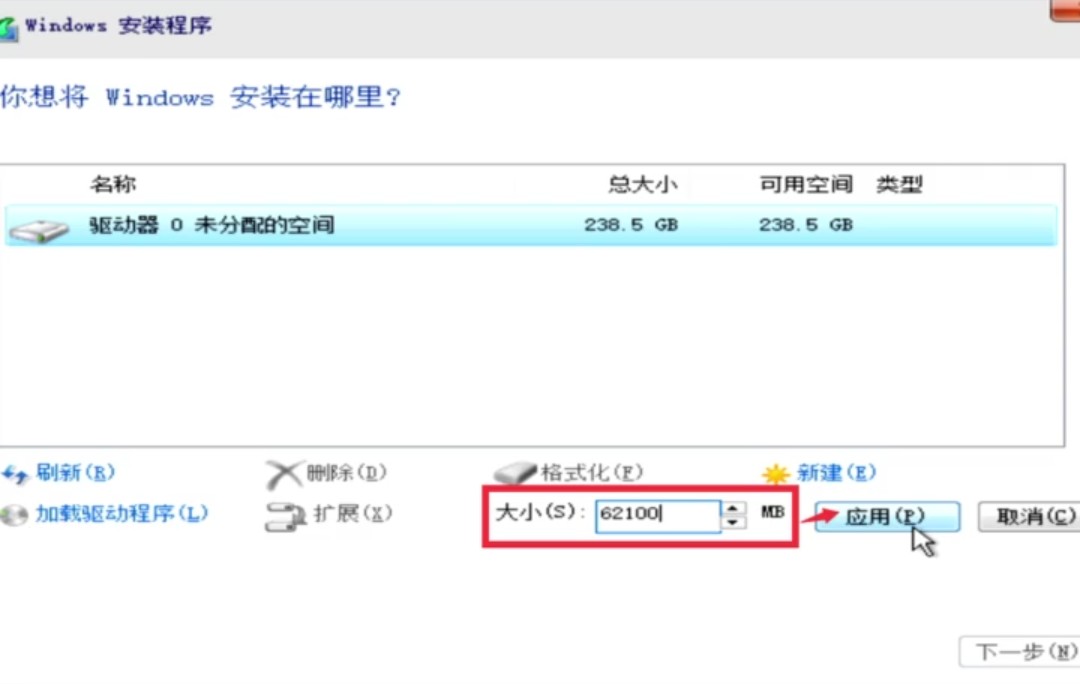 Windows 安装程序
你想将 Windows 安装在哪里?
名称 总大小 可用空间 类型
驱动器 0 未分配的空间 238.5 GB 238.5 GB
刷新(R) 删除(D) 格式化(F) 新建(E)
加载驱动程序(L) 扩展(X) 大小(S): 62100 MB 应用(P) 取消(C)
下一步(N)